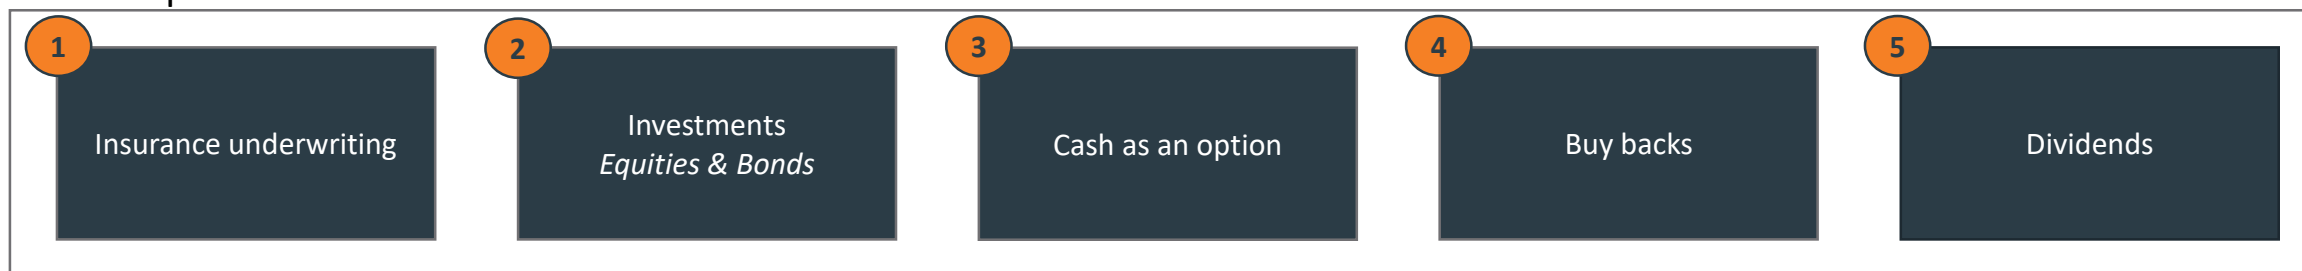 1
Insurance underwriting
2
Investments
Equities & Bonds
3
Cash as an option
4
Buy backs
5
Dividends